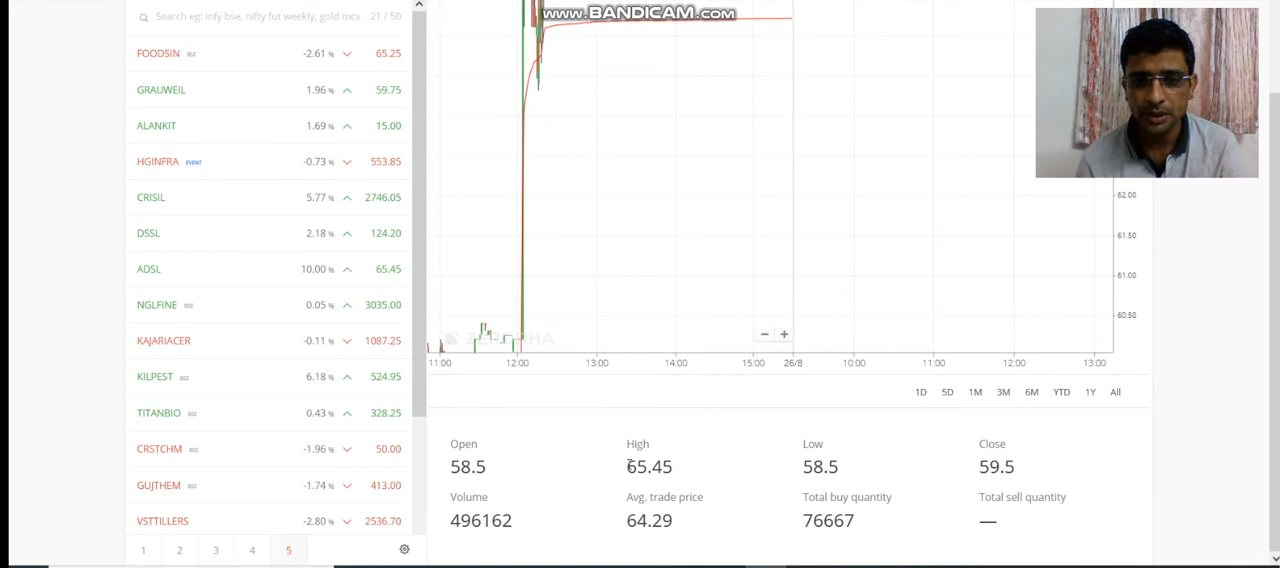 www.BANDICAM.com
Search eg: infy bse, nifty fut weekly, gold mcx 21 / 50
FOODSIN BSE -2.61 % 65.25
GRAUWEIL 1.96 % 59.75
ALANKIT 1.69 % 15.00
HGINFRA EVENT -0.73 % 553.85
CRISIL 5.77 % 2746.05
DSSL 2.18 % 124.20
ADSL 10.00 % 65.45
NGLFINE BSE 0.05 % 3035.00
KAJARIACER -0.11 % 1087.25
KILPEST BSE 6.18 % 524.95
TITANBIO BSE 0.43 % 328.25
CRSTCHM BSE -1.96 % 50.00
GUJTHEM BSE -1.74 % 413.00
VSTTILLERS -2.80 % 2536.70
1 2 3 4 5
62.00
61.50
61.00
60.50
ZERODHA
11:00 12:00 13:00 14:00 15:00 26/8 10:00 11:00 12:00 13:00
1D 5D 1M 3M 6M YTD 1Y All
Open High Low Close
58.5 65.45 58.5 59.5
Volume Avg. trade price Total buy quantity Total sell quantity
496162 64.29 76667 —